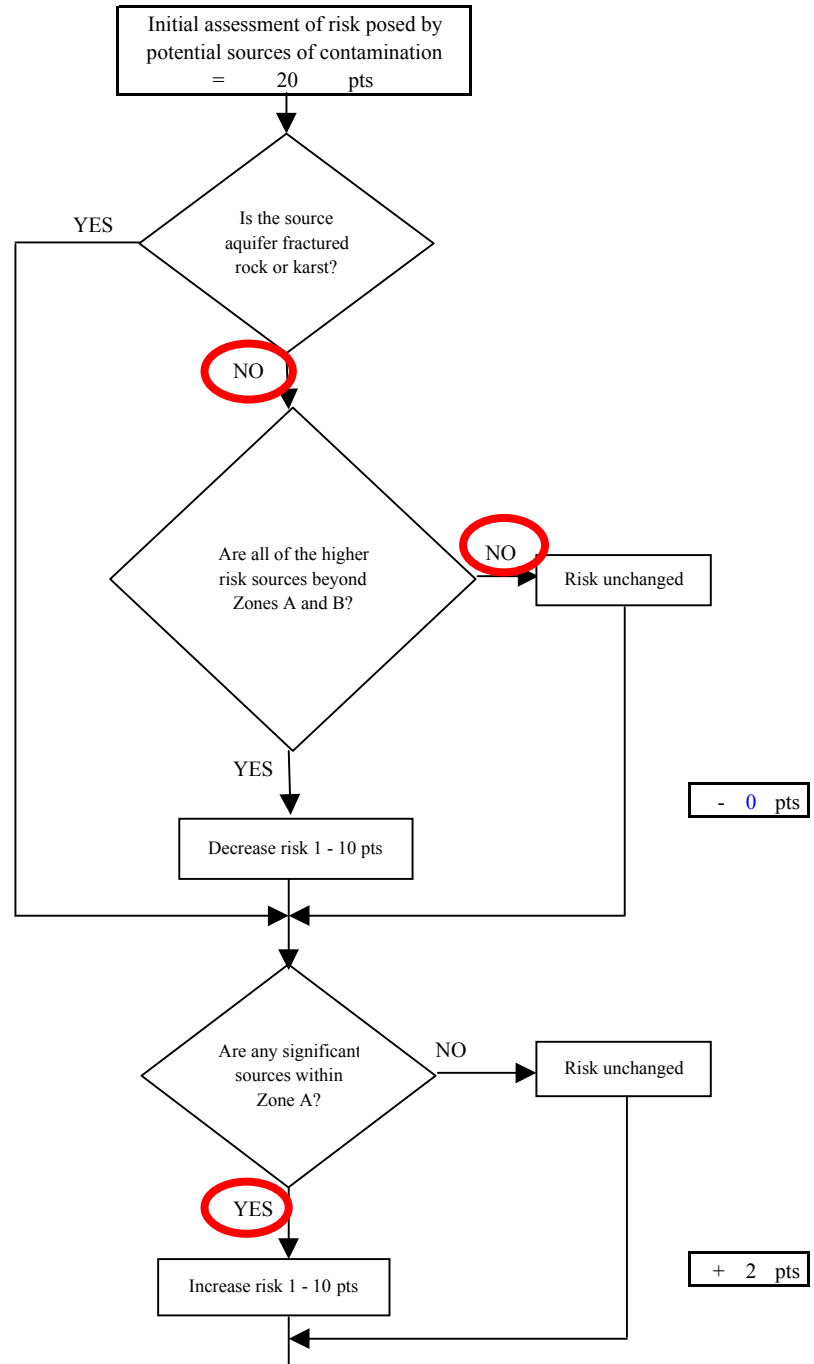 Initial assessment of risk posed by
potential sources of contamination
= 20 pts
YES
Is the source
aquifer fractured
rock or karst?
NO
Are all of the higher
risk sources beyond
Zones A and B?
NO
Risk unchanged
YES
- 0 pts
Decrease risk 1 - 10 pts
Are any significant
sources within
Zone A?
NO
Risk unchanged
YES
+ 2 pts
Increase risk 1 - 10 pts